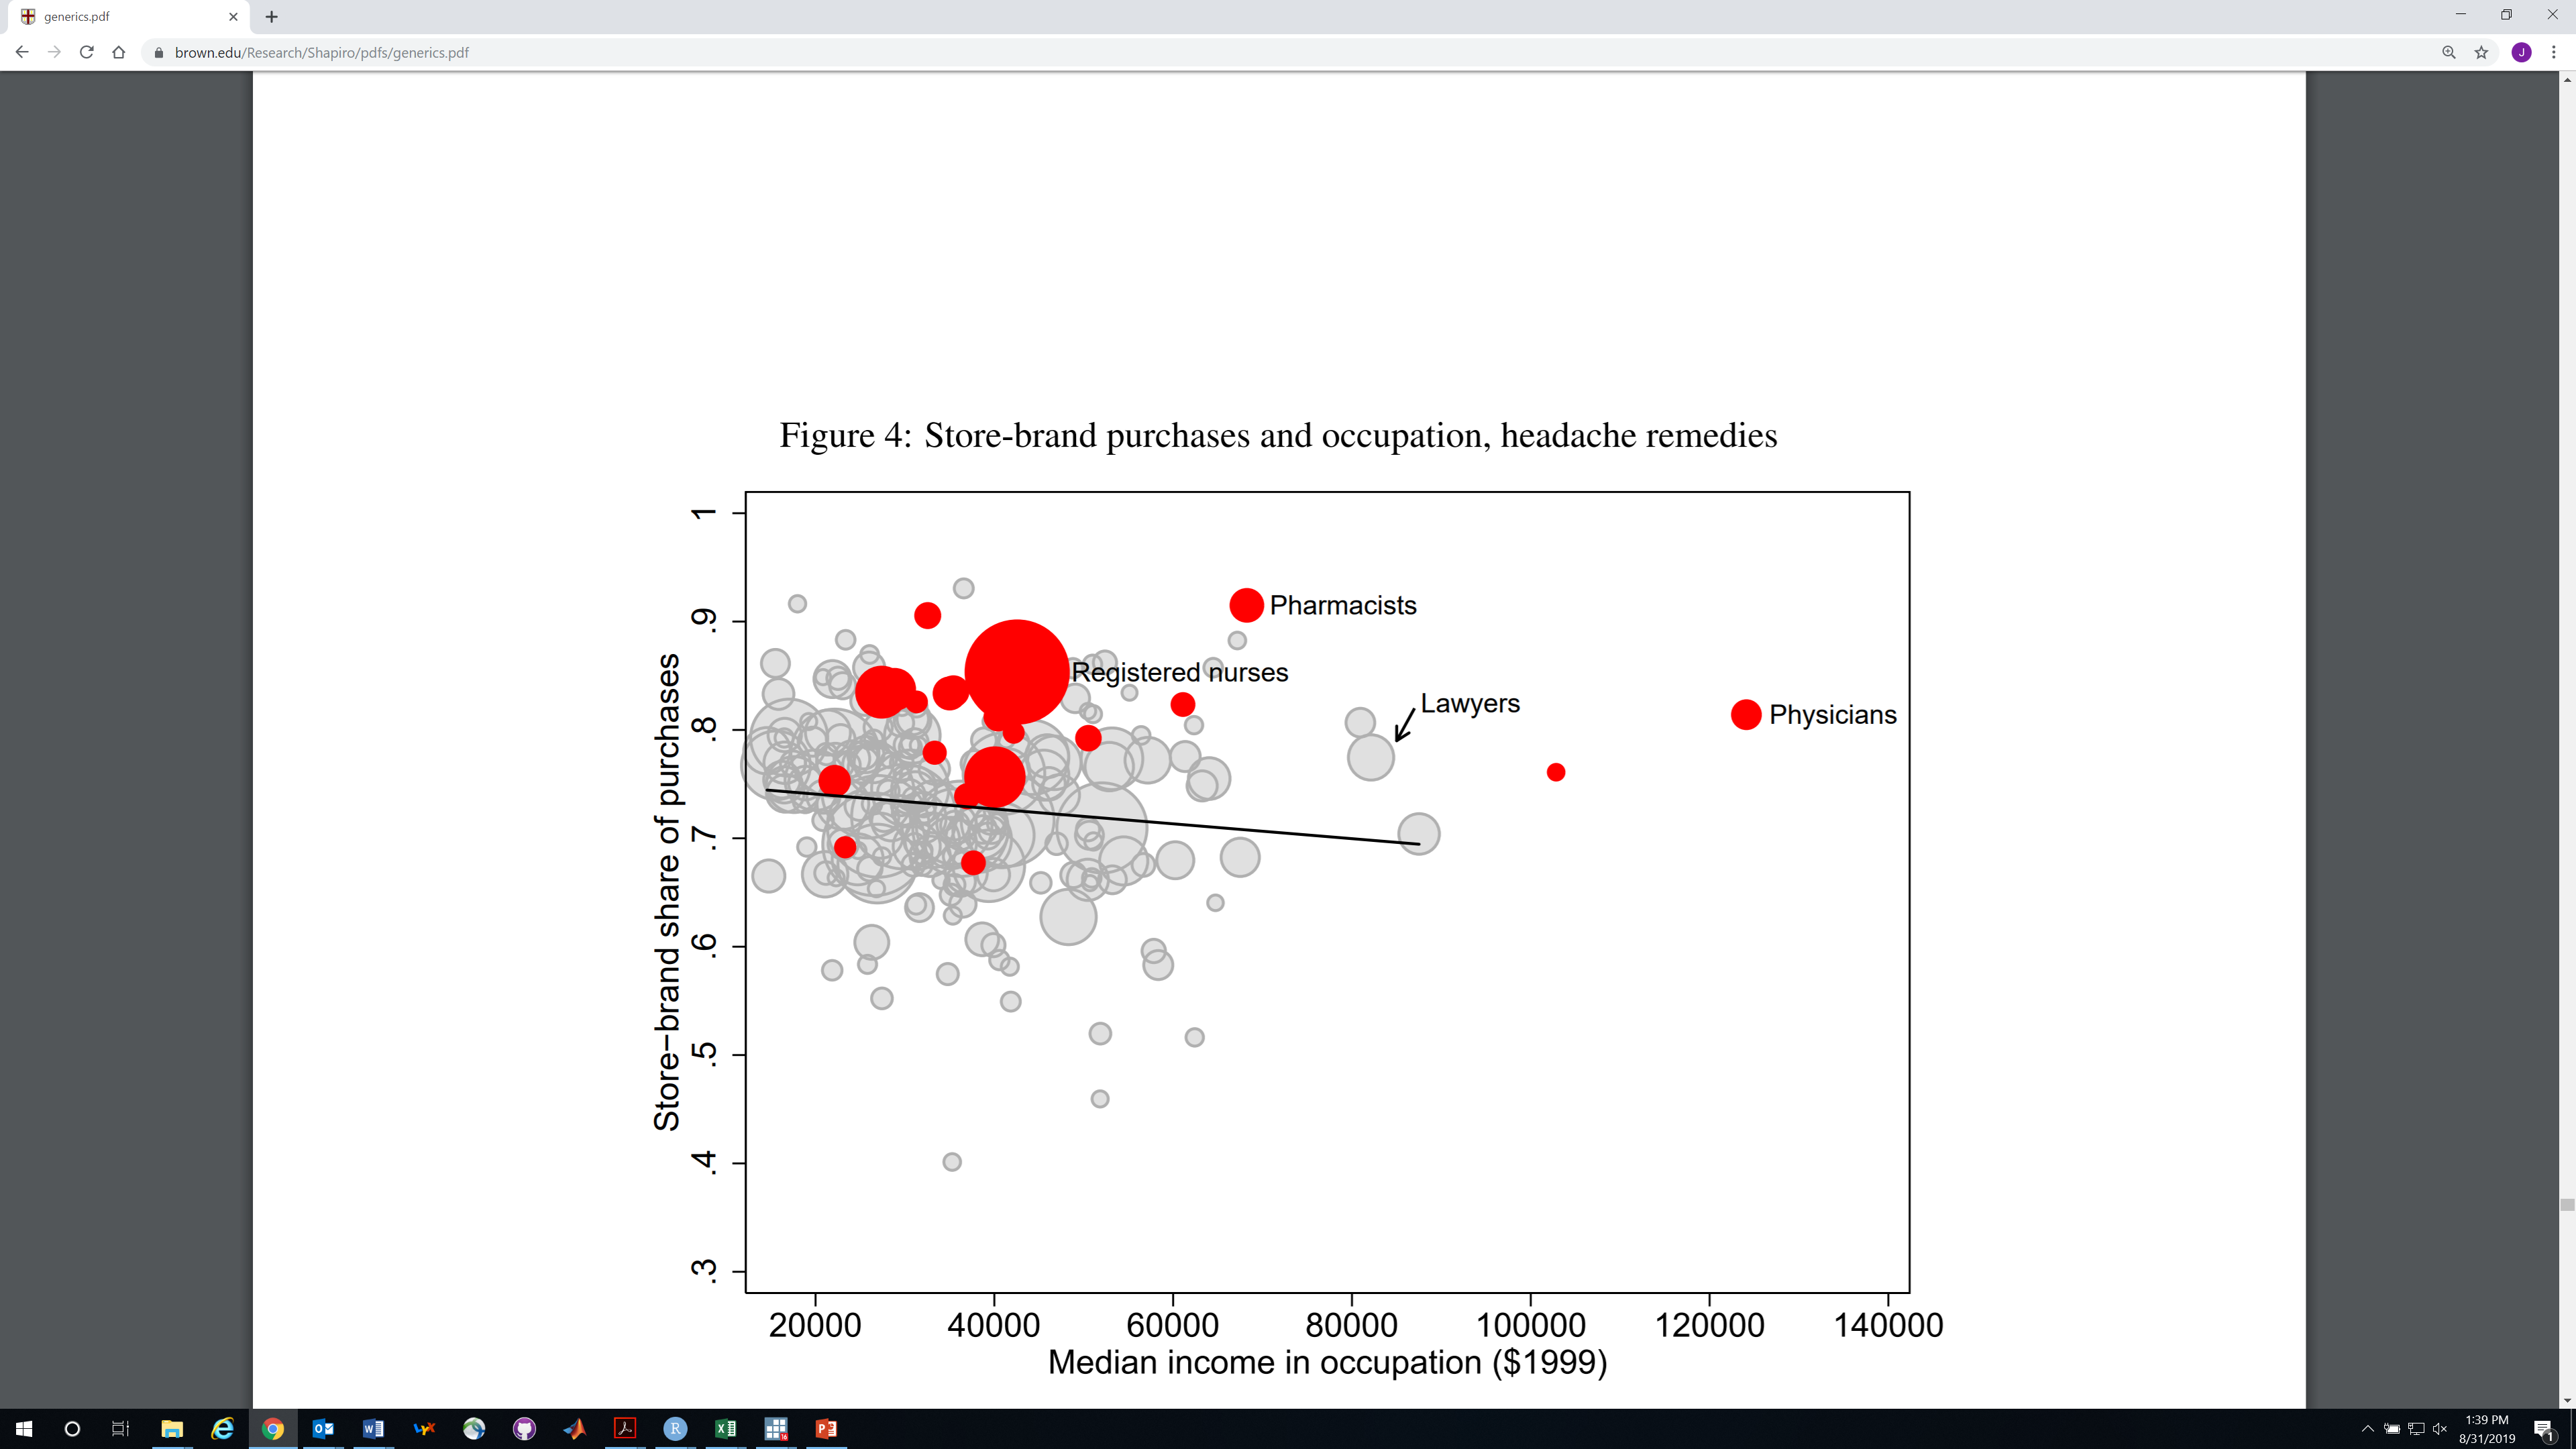 generics.pdf
brown.edu/Research/Shapiro/pdfs/generics.pdf
J
Figure 4: Store-brand purchases and occupation, headache remedies
Store−brand share of purchases
1
.9
.8
.7
.6
.5
.4
.3
Pharmacists
Registered nurses
Lawyers
Physicians
20000 40000 60000 80000 100000 120000 140000
Median income in occupation ($1999)
1:39 PM
8/31/2019
1